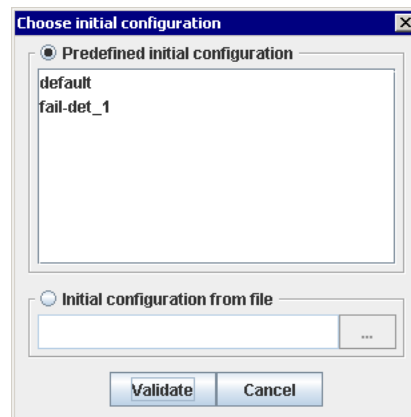 Choose initial configuration
Predefined initial configuration
default
fail-det_1
Initial configuration from file
...
Validate
Cancel